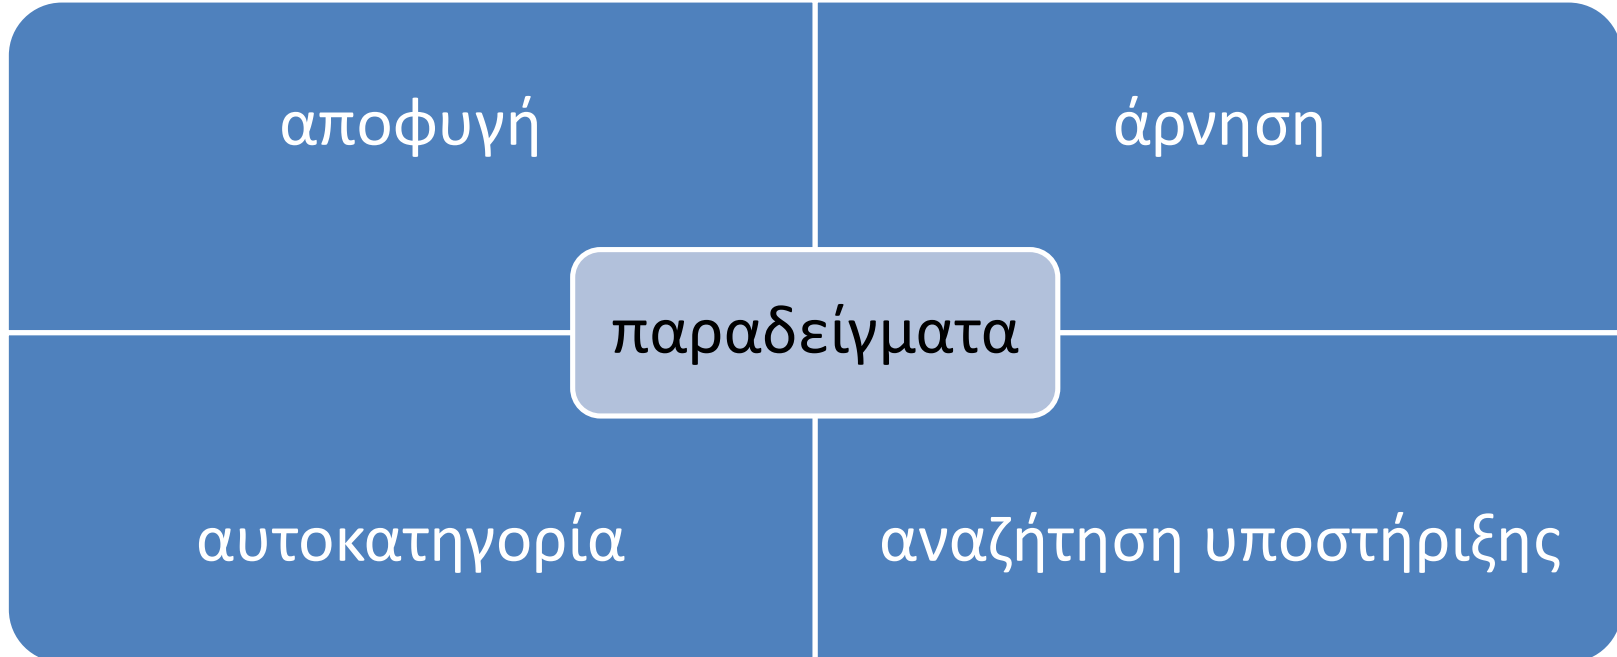 αποφυγή
άρνηση
παραδείγματα
αυτοκατηγορία
αναζήτηση υποστήριξης